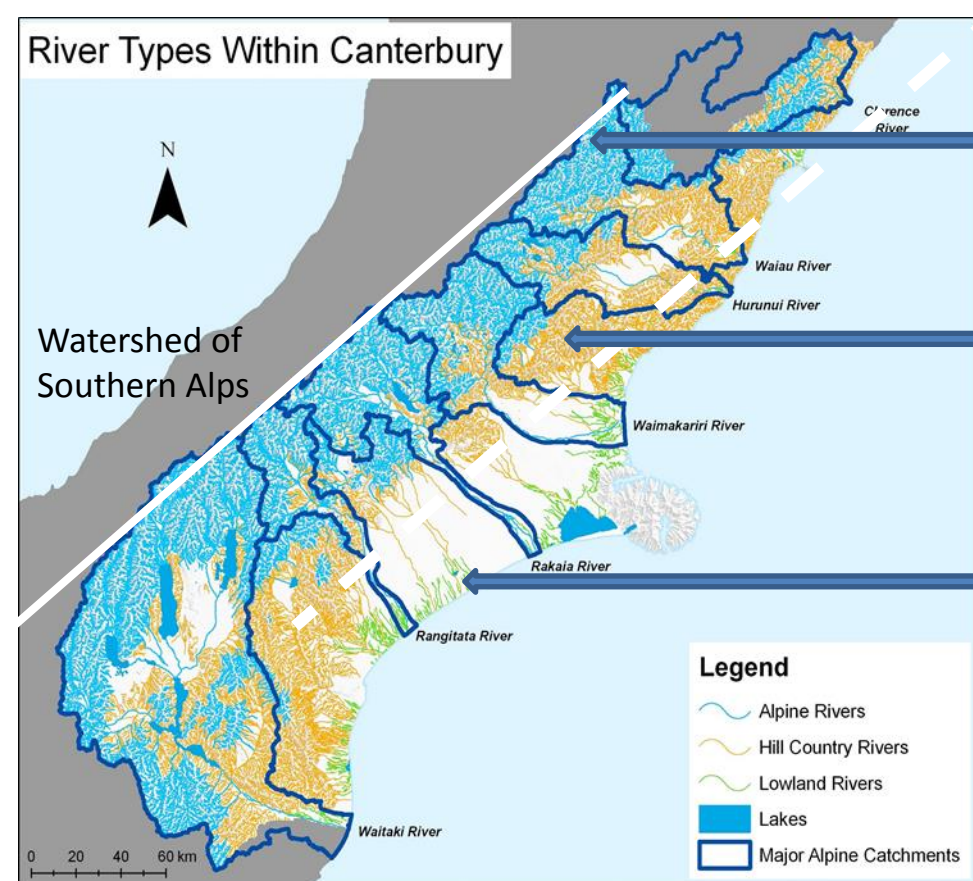 River Types Within Canterbury
N
Clarence
River
Waiau River
Hurunui River
Watershed of
Southern Alps
Waimakariri River
Rakaia River
Rangitata River
Waitaki River
Legend
Alpine Rivers
Hill Country Rivers
Lowland Rivers
Lakes
Major Alpine Catchments
0 20 40 60 km